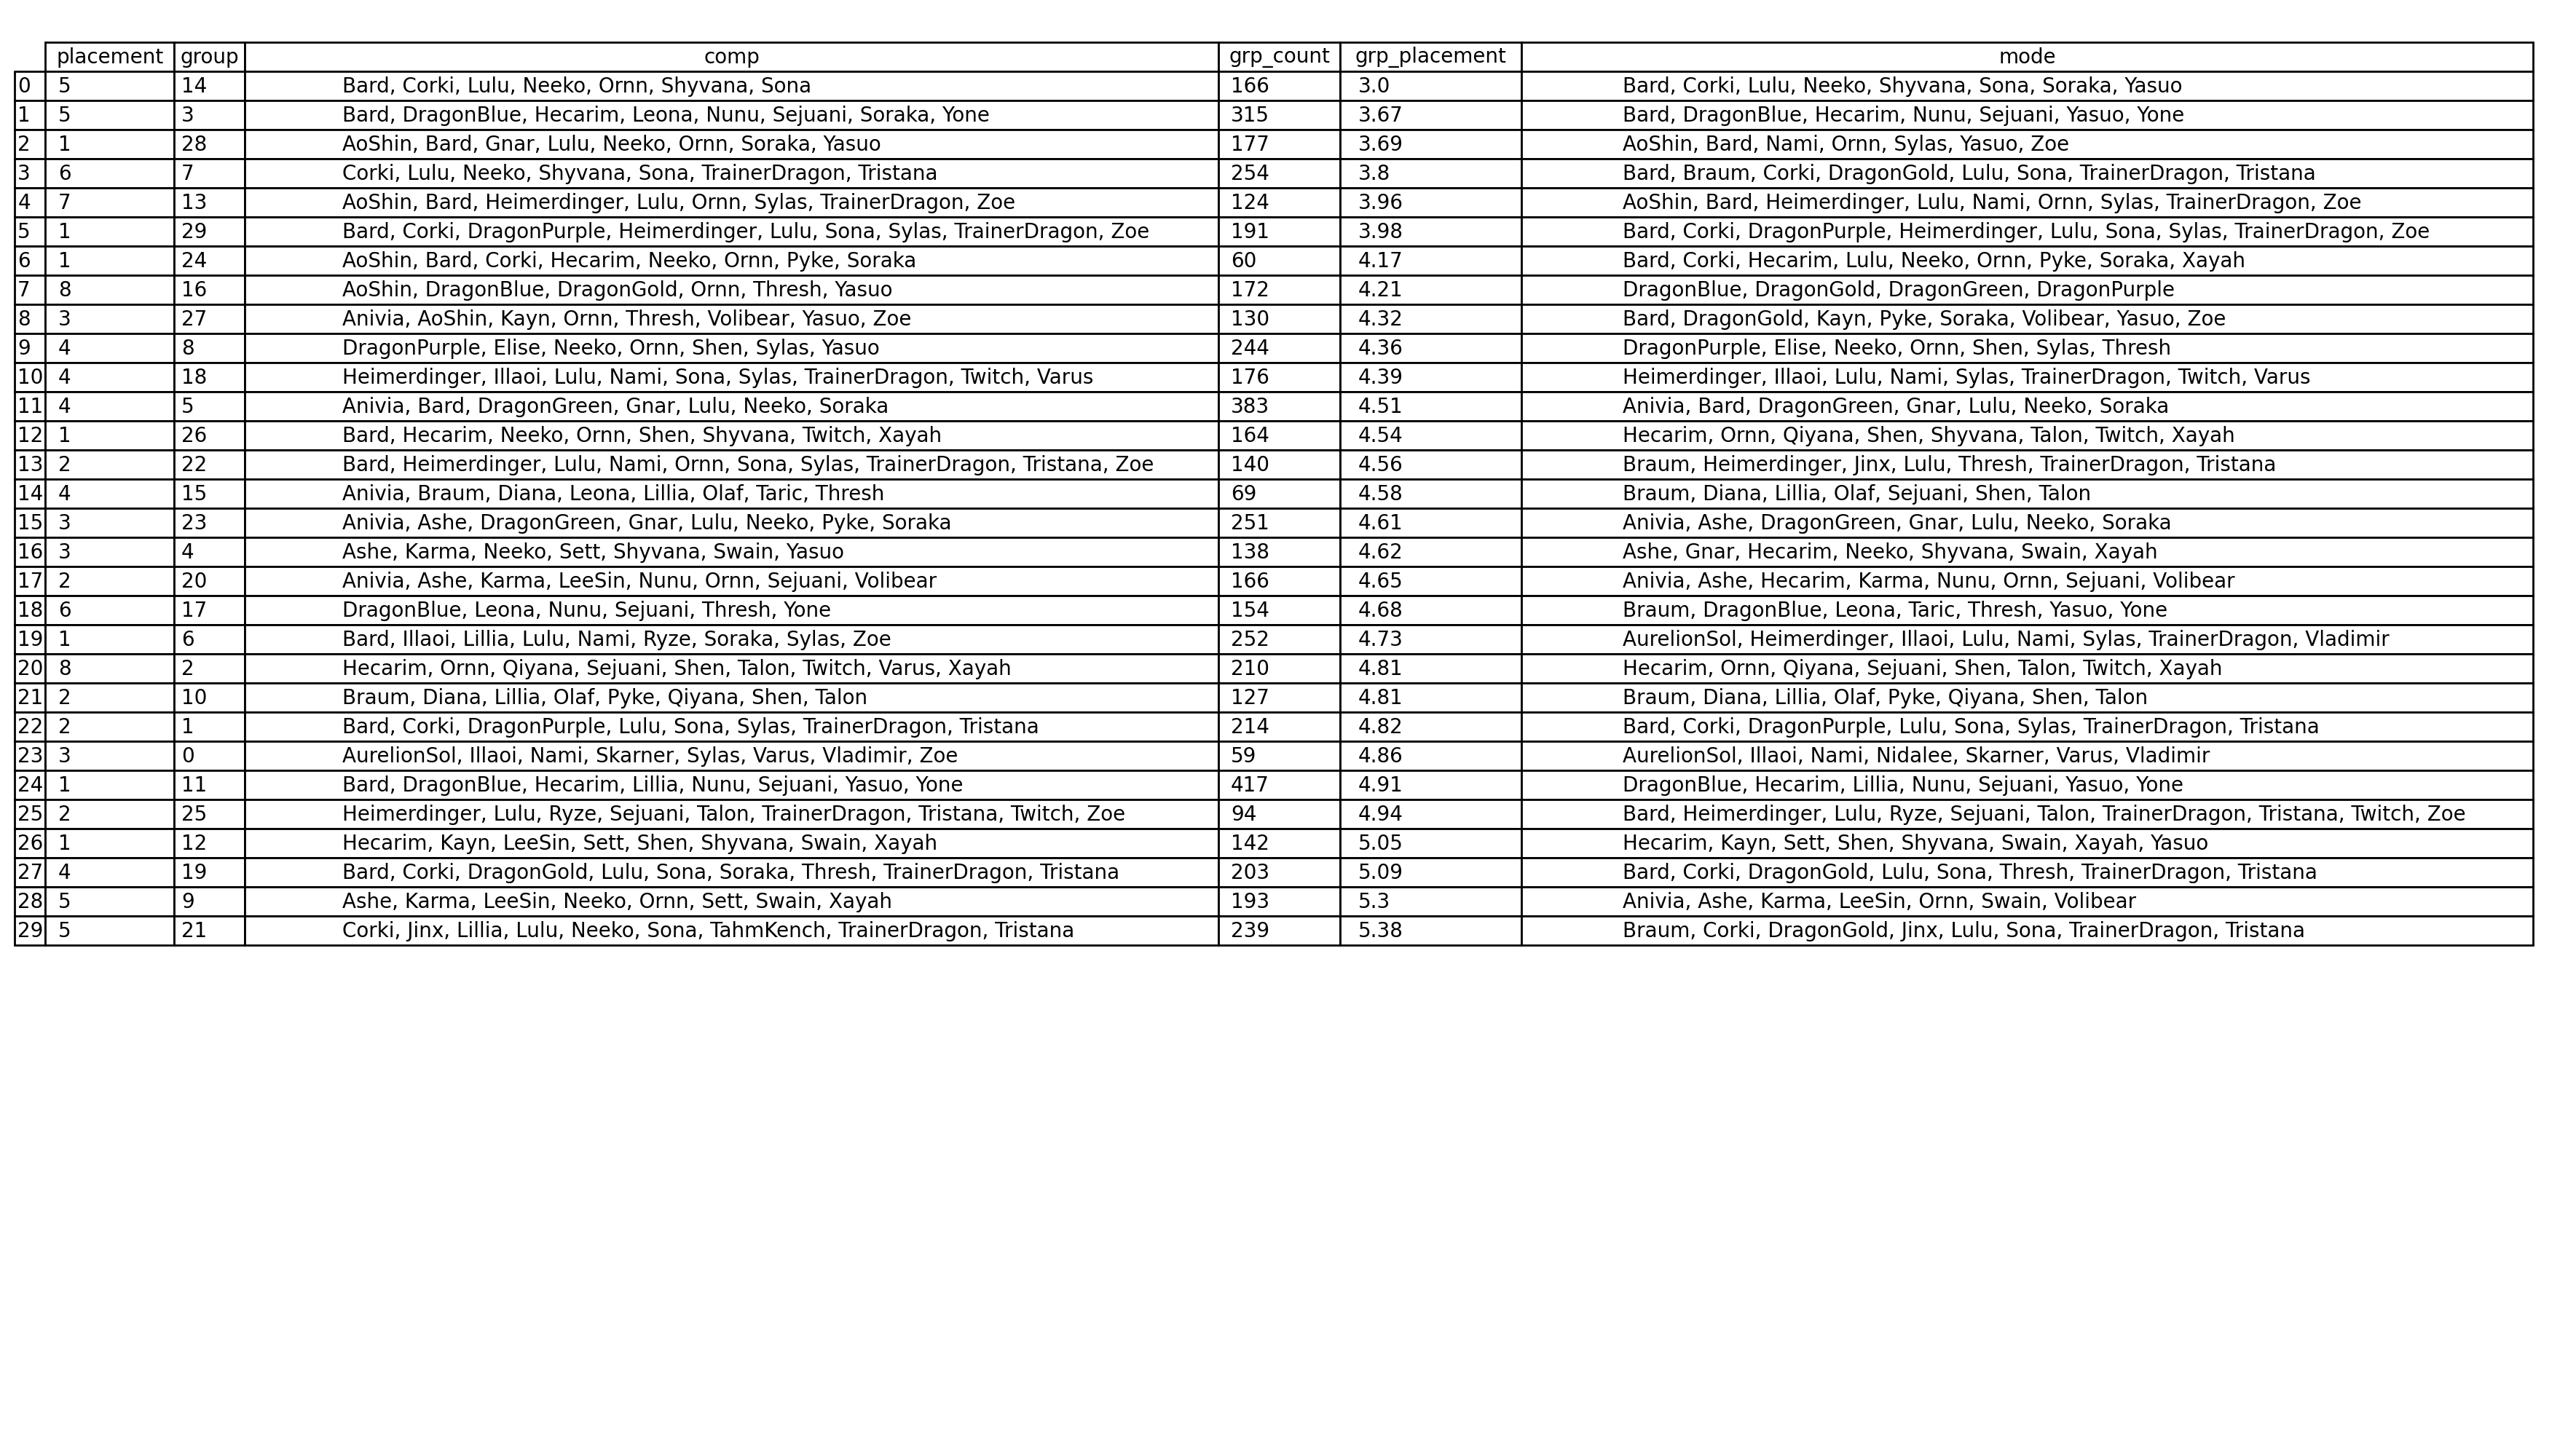 placement group comp grp_count grp_placement mode
0 5 14 Bard, Corki, Lulu, Neeko, Ornn, Shyvana, Sona 166 3.0 Bard, Corki, Lulu, Neeko, Shyvana, Sona, Soraka, Yasuo
1 5 3 Bard, DragonBlue, Hecarim, Leona, Nunu, Sejuani, Soraka, Yone 315 3.67 Bard, DragonBlue, Hecarim, Nunu, Sejuani, Yasuo, Yone
2 1 28 AoShin, Bard, Gnar, Lulu, Neeko, Ornn, Soraka, Yasuo 177 3.69 AoShin, Bard, Nami, Ornn, Sylas, Yasuo, Zoe
3 6 7 Corki, Lulu, Neeko, Shyvana, Sona, TrainerDragon, Tristana 254 3.8 Bard, Braum, Corki, DragonGold, Lulu, Sona, TrainerDragon, Tristana
4 7 13 AoShin, Bard, Heimerdinger, Lulu, Ornn, Sylas, TrainerDragon, Zoe 124 3.96 AoShin, Bard, Heimerdinger, Lulu, Nami, Ornn, Sylas, TrainerDragon, Zoe
5 1 29 Bard, Corki, DragonPurple, Heimerdinger, Lulu, Sona, Sylas, TrainerDragon, Zoe 191 3.98 Bard, Corki, DragonPurple, Heimerdinger, Lulu, Sona, Sylas, TrainerDragon, Zoe
6 1 24 AoShin, Bard, Corki, Hecarim, Neeko, Ornn, Pyke, Soraka 60 4.17 Bard, Corki, Hecarim, Lulu, Neeko, Ornn, Pyke, Soraka, Xayah
7 8 16 AoShin, DragonBlue, DragonGold, Ornn, Thresh, Yasuo 172 4.21 DragonBlue, DragonGold, DragonGreen, DragonPurple
8 3 27 Anivia, AoShin, Kayn, Ornn, Thresh, Volibear, Yasuo, Zoe 130 4.32 Bard, DragonGold, Kayn, Pyke, Soraka, Volibear, Yasuo, Zoe
9 4 8 DragonPurple, Elise, Neeko, Ornn, Shen, Sylas, Yasuo 244 4.36 DragonPurple, Elise, Neeko, Ornn, Shen, Sylas, Thresh
10 4 18 Heimerdinger, Illaoi, Lulu, Nami, Sona, Sylas, TrainerDragon, Twitch, Varus 176 4.39 Heimerdinger, Illaoi, Lulu, Nami, Sylas, TrainerDragon, Twitch, Varus
11 4 5 Anivia, Bard, DragonGreen, Gnar, Lulu, Neeko, Soraka 383 4.51 Anivia, Bard, DragonGreen, Gnar, Lulu, Neeko, Soraka
12 1 26 Bard, Hecarim, Neeko, Ornn, Shen, Shyvana, Twitch, Xayah 164 4.54 Hecarim, Ornn, Qiyana, Shen, Shyvana, Talon, Twitch, Xayah
13 2 22 Bard, Heimerdinger, Lulu, Nami, Ornn, Sona, Sylas, TrainerDragon, Tristana, Zoe 140 4.56 Braum, Heimerdinger, Jinx, Lulu, Thresh, TrainerDragon, Tristana
14 4 15 Anivia, Braum, Diana, Leona, Lillia, Olaf, Taric, Thresh 69 4.58 Braum, Diana, Lillia, Olaf, Sejuani, Shen, Talon
15 3 23 Anivia, Ashe, DragonGreen, Gnar, Lulu, Neeko, Pyke, Soraka 251 4.61 Anivia, Ashe, DragonGreen, Gnar, Lulu, Neeko, Soraka
16 3 4 Ashe, Karma, Neeko, Sett, Shyvana, Swain, Yasuo 138 4.62 Ashe, Gnar, Hecarim, Neeko, Shyvana, Swain, Xayah
17 2 20 Anivia, Ashe, Karma, LeeSin, Nunu, Ornn, Sejuani, Volibear 166 4.65 Anivia, Ashe, Hecarim, Karma, Nunu, Ornn, Sejuani, Volibear
18 6 17 DragonBlue, Leona, Nunu, Sejuani, Thresh, Yone 154 4.68 Braum, DragonBlue, Leona, Taric, Thresh, Yasuo, Yone
19 1 6 Bard, Illaoi, Lillia, Lulu, Nami, Ryze, Soraka, Sylas, Zoe 252 4.73 AurelionSol, Heimerdinger, Illaoi, Lulu, Nami, Sylas, TrainerDragon, Vladimir
20 8 2 Hecarim, Ornn, Qiyana, Sejuani, Shen, Talon, Twitch, Varus, Xayah 210 4.81 Hecarim, Ornn, Qiyana, Sejuani, Shen, Talon, Twitch, Xayah
21 2 10 Braum, Diana, Lillia, Olaf, Pyke, Qiyana, Shen, Talon 127 4.81 Braum, Diana, Lillia, Olaf, Pyke, Qiyana, Shen, Talon
22 2 1 Bard, Corki, DragonPurple, Lulu, Sona, Sylas, TrainerDragon, Tristana 214 4.82 Bard, Corki, DragonPurple, Lulu, Sona, Sylas, TrainerDragon, Tristana
23 3 0 AurelionSol, Illaoi, Nami, Skarner, Sylas, Varus, Vladimir, Zoe 59 4.86 AurelionSol, Illaoi, Nami, Nidalee, Skarner, Varus, Vladimir
24 1 11 Bard, DragonBlue, Hecarim, Lillia, Nunu, Sejuani, Yasuo, Yone 417 4.91 DragonBlue, Hecarim, Lillia, Nunu, Sejuani, Yasuo, Yone
25 2 25 Heimerdinger, Lulu, Ryze, Sejuani, Talon, TrainerDragon, Tristana, Twitch, Zoe 94 4.94 Bard, Heimerdinger, Lulu, Ryze, Sejuani, Talon, TrainerDragon, Tristana, Twitch, Zoe
26 1 12 Hecarim, Kayn, LeeSin, Sett, Shen, Shyvana, Swain, Xayah 142 5.05 Hecarim, Kayn, Sett, Shen, Shyvana, Swain, Xayah, Yasuo
27 4 19 Bard, Corki, DragonGold, Lulu, Sona, Soraka, Thresh, TrainerDragon, Tristana 203 5.09 Bard, Corki, DragonGold, Lulu, Sona, Thresh, TrainerDragon, Tristana
28 5 9 Ashe, Karma, LeeSin, Neeko, Ornn, Sett, Swain, Xayah 193 5.3 Anivia, Ashe, Karma, LeeSin, Ornn, Swain, Volibear
29 5 21 Corki, Jinx, Lillia, Lulu, Neeko, Sona, TahmKench, TrainerDragon, Tristana 239 5.38 Braum, Corki, DragonGold, Jinx, Lulu, Sona, TrainerDragon, Tristana